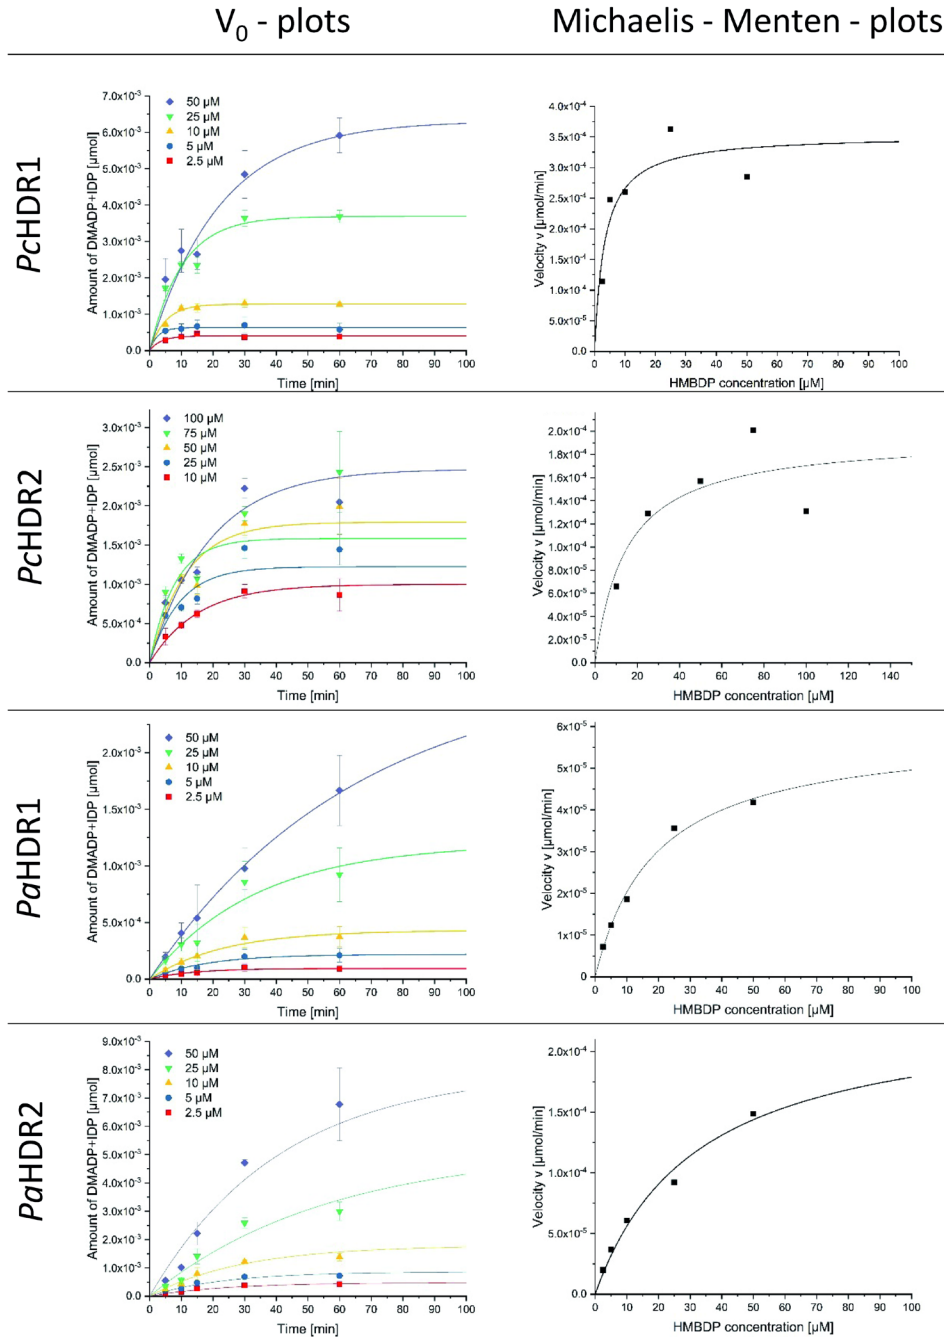 V₀ - plots
Michaelis - Menten - plots
PcHDR1
7.0x10⁻³
6.0x10⁻³
5.0x10⁻³
4.0x10⁻³
3.0x10⁻³
2.0x10⁻³
1.0x10⁻³
0.0
Amount of DMADP+IDP [µmol]
50 µM
25 µM
10 µM
5 µM
2.5 µM
0 10 20 30 40 50 60 70 80 90 100
Time [min]
4.0x10⁻⁴
3.5x10⁻⁴
3.0x10⁻⁴
2.5x10⁻⁴
2.0x10⁻⁴
1.5x10⁻⁴
1.0x10⁻⁴
5.0x10⁻⁵
0.0
Velocity v [µmol/min]
0 10 20 30 40 50 60 70 80 90 100
HMBDP concentration [µM]
PcHDR2
3.0x10⁻³
2.5x10⁻³
2.0x10⁻³
1.5x10⁻³
1.0x10⁻³
5.0x10⁻⁴
0.0
Amount of DMADP+IDP [µmol]
100 µM
75 µM
50 µM
25 µM
10 µM
0 10 20 30 40 50 60 70 80 90 100
Time [min]
2.0x10⁻⁴
1.8x10⁻⁴
1.6x10⁻⁴
1.4x10⁻⁴
1.2x10⁻⁴
1.0x10⁻⁴
8.0x10⁻⁵
6.0x10⁻⁵
4.0x10⁻⁵
2.0x10⁻⁵
0.0
Velocity v [µmol/min]
0 20 40 60 80 100 120 140
HMBDP concentration [µM]
PaHDR1
2.0x10⁻³
1.5x10⁻³
1.0x10⁻³
5.0x10⁻⁴
0.0
Amount of DMADP+IDP [µmol]
50 µM
25 µM
10 µM
5 µM
2.5 µM
0 10 20 30 40 50 60 70 80 90 100
Time [min]
6x10⁻⁵
5x10⁻⁵
4x10⁻⁵
3x10⁻⁵
2x10⁻⁵
1x10⁻⁵
0
Velocity v [µmol/min]
0 10 20 30 40 50 60 70 80 90 100
HMBDP concentration [µM]
PaHDR2
9.0x10⁻³
8.0x10⁻³
7.0x10⁻³
6.0x10⁻³
5.0x10⁻³
4.0x10⁻³
3.0x10⁻³
2.0x10⁻³
1.0x10⁻³
0.0
Amount of DMADP+IDP [µmol]
50 µM
25 µM
10 µM
5 µM
2.5 µM
0 10 20 30 40 50 60 70 80 90 100
Time [min]
2.0x10⁻⁴
1.5x10⁻⁴
1.0x10⁻⁴
5.0x10⁻⁵
0.0
Velocity v [µmol/min]
0 10 20 30 40 50 60 70 80 90 100
HMBDP concentration [µM]